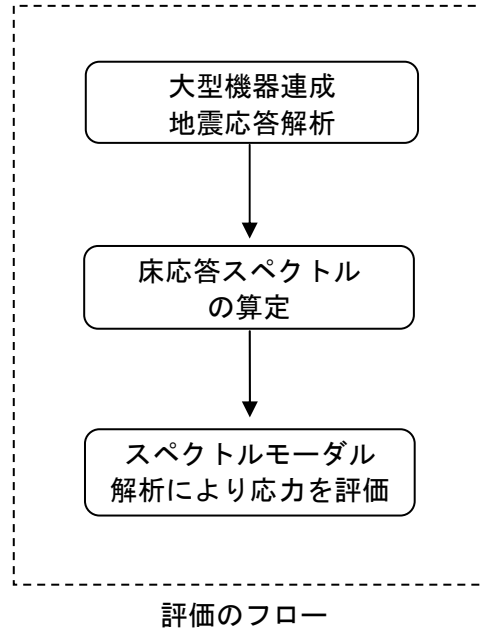 大型機器連成
地震応答解析
床応答スペクトル
の算定
スペクトルモーダル
解析により応力を評価
評価のフロー